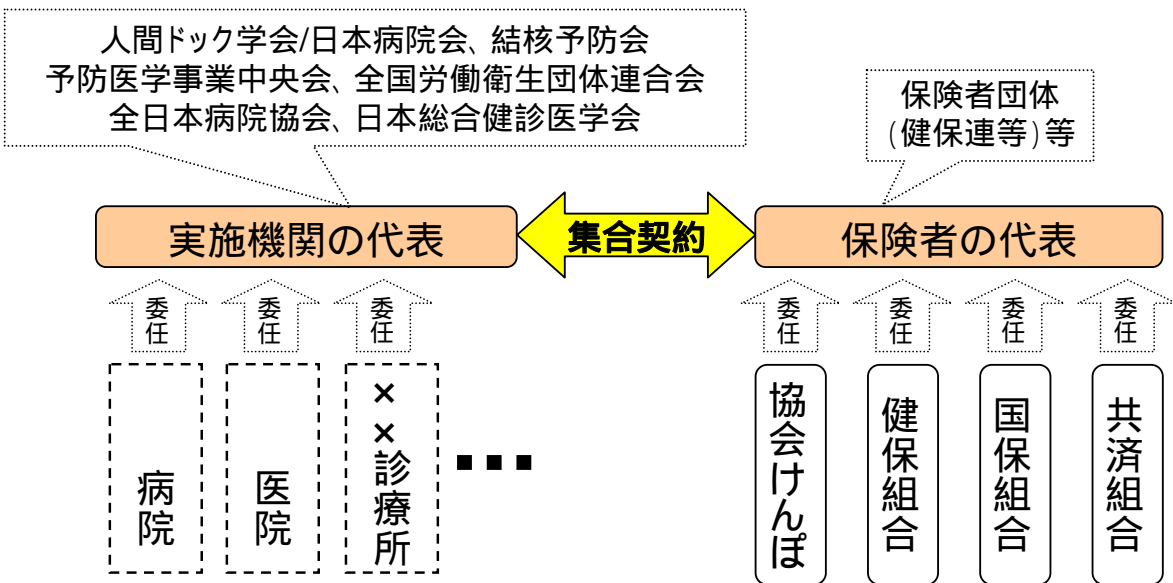 人間ドック学会/日本病院会、結核予防会
予防医学事業中央会、全国労働衛生団体連合会
全日本病院協会、日本総合健診医学会
保険者団体
(健保連等)等
実施機関の代表
集合契約
保険者の代表
委任
委任
委任
委任
委任
委任
委任
病院
医院
××診療所
･･･
協会けんぽ
健保組合
国保組合
共済組合